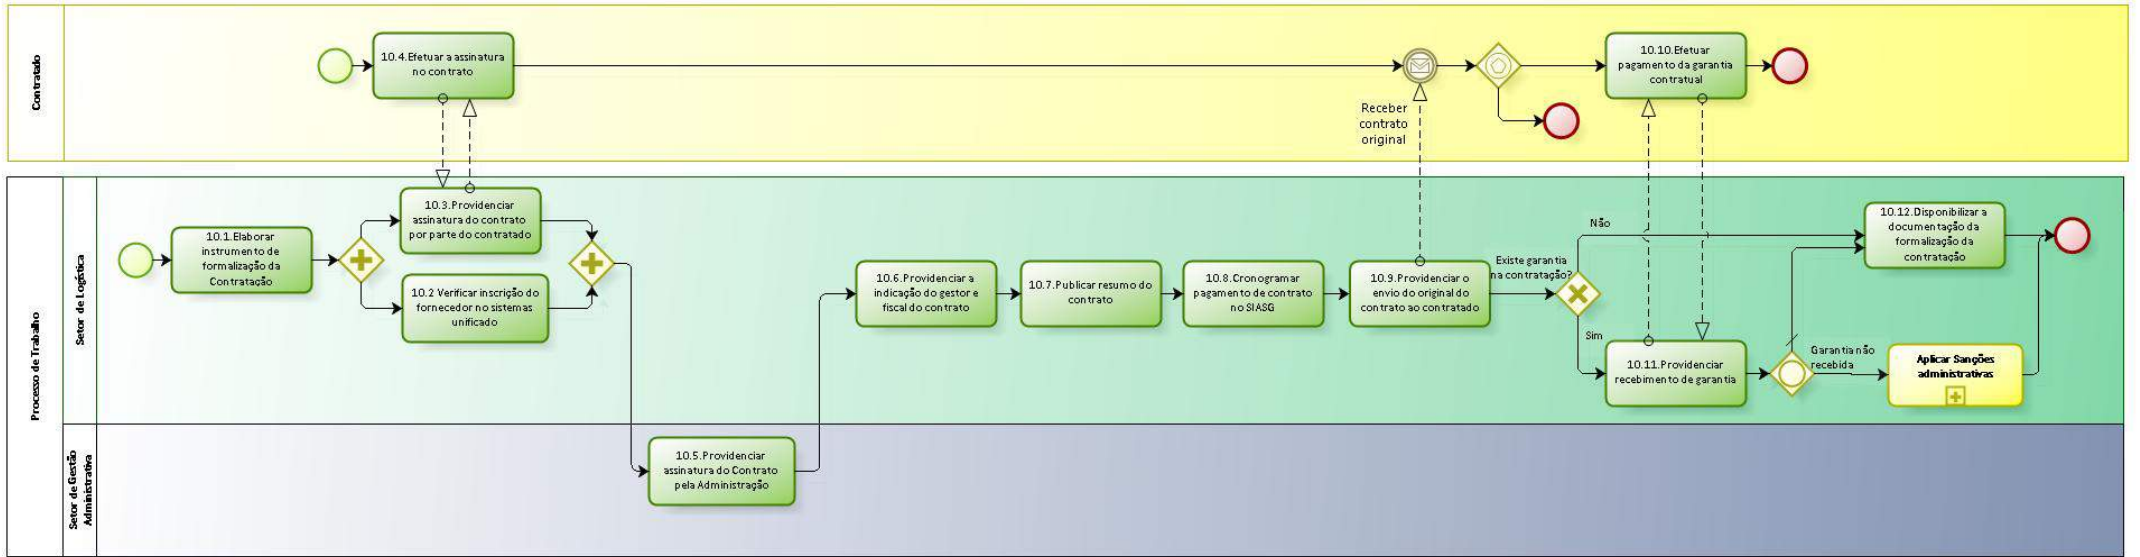 Contratado
10.4.Efetuar a assinatura
no contrato
Receber
contrato
original
10.10.Efetuar
pagamento da garantia
contratual
Processo de Trabalho
Setor de Logística
10.1.Elaborar
instrumento de
formalização da
Contratação
10.3.Providenciar
assinatura do contrato
por parte do contratado
10.2 Verificar inscrição do
fornecedor no sistemas
unificado
10.6.Providenciar a
indicação do gestor e
fiscal do contrato
10.7.Publicar resumo do
contrato
10.8.Cronogramar
pagamento de contrato
no SIASG
10.9.Providenciar o
envio do original do
contrato ao contratado
Existe garantia
na contratação?
Não
Sim
10.11.Providenciar
recebimento de garantia
Garantia não
recebida
10.12.Disponibilizar a
documentação da
formalização da
contratação
Aplicar Sanções
administrativas
Setor de Gestão
Administrativa
10.5.Providenciar
assinatura do Contrato
pela Administração